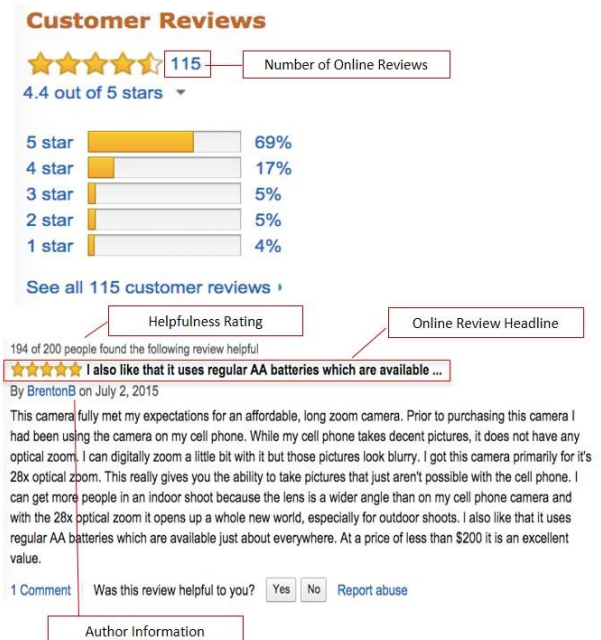 Customer Reviews
115
Number of Online Reviews
4.4 out of 5 stars
5 star 69%
4 star 17%
3 star 5%
2 star 5%
1 star 4%
See all 115 customer reviews
Helpfulness Rating
Online Review Headline
194 of 200 people found the following review helpful
I also like that it uses regular AA batteries which are available ...
By BrentonB on July 2, 2015
This camera fully met my expectations for an affordable, long zoom camera. Prior to purchasing this camera I
had been using the camera on my cell phone. While my cell phone takes decent pictures, it does not have any
optical zoom. I can digitally zoom a little bit with it but those pictures look blurry. I got this camera primarily for it's
28x optical zoom. This really gives you the ability to take pictures that just aren't possible with the cell phone. I
can get more people in an indoor shoot because the lens is a wider angle than on my cell phone camera and
with the 28x optical zoom it opens up a whole new world, especially for outdoor shoots. I also like that it uses
regular AA batteries which are available just about everywhere. At a price of less than $200 it is an excellent
value.
1 Comment Was this review helpful to you? Yes No Report abuse
Author Information